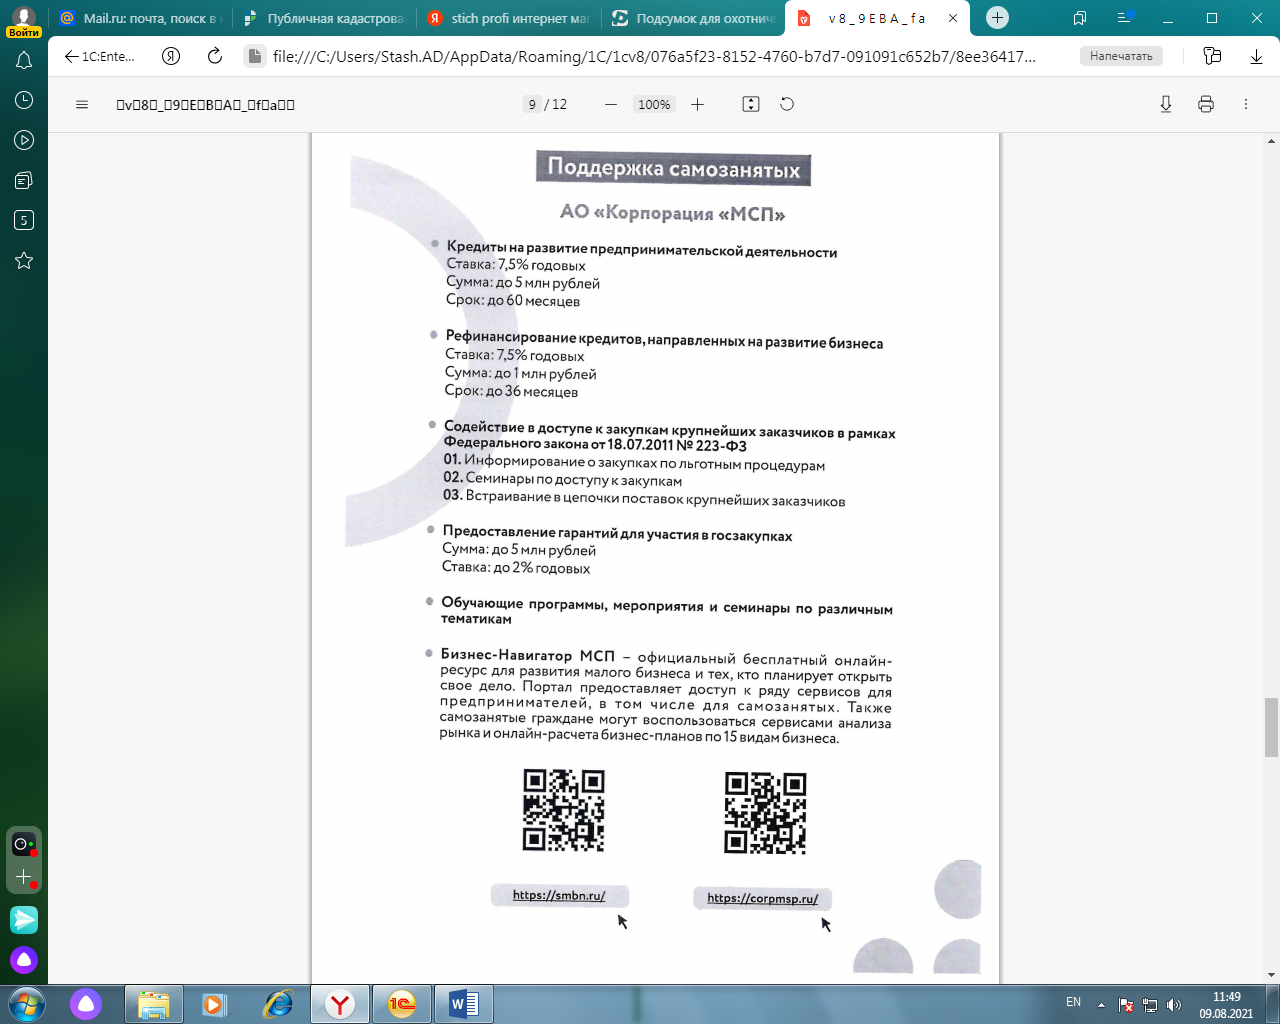 Войти
Mail.ru: почта, поиск в
Публичная кадастрова
stich profi интернет ма
Подсумок для охотнич
v 8 _ 9 E B A _ f a
1C:Ente...
file:///C:/Users/Stash.AD/AppData/Roaming/1C/1cv8/076a5f23-8152-4760-b7d7-091091c652b7/8ee36417...
Напечатать
9 / 12
100%
5
Поддержка самозанятых
АО «Корпорация «МСП»
Кредиты на развитие предпринимательской деятельности
Ставка: 7,5% годовых
Сумма: до 5 млн рублей
Срок: до 60 месяцев
Рефинансирование кредитов, направленных на развитие бизнеса
Ставка: 7,5% годовых
Сумма: до 1 млн рублей
Срок: до 36 месяцев
Содействие в доступе к закупкам крупнейших заказчиков в рамках
Федерального закона от 18.07.2011 № 223-ФЗ
01. Информирование о закупках по льготным процедурам
02. Семинары по доступу к закупкам
03. Встраивание в цепочки поставок крупнейших заказчиков
Предоставление гарантий для участия в госзакупках
Сумма: до 5 млн рублей
Ставка: до 2% годовых
Обучающие программы, мероприятия и семинары по различным
тематикам
Бизнес-Навигатор МСП – официальный бесплатный онлайн-
ресурс для развития малого бизнеса и тех, кто планирует открыть
свое дело. Портал предоставляет доступ к ряду сервисов для
предпринимателей, в том числе для самозанятых. Также
самозанятые граждане могут воспользоваться сервисами анализа
рынка и онлайн-расчета бизнес-планов по 15 видам бизнеса.
https://smbn.ru/
https://corpmsp.ru/
EN
11:49
09.08.2021